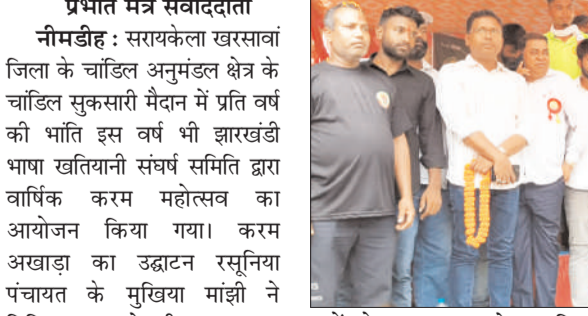 प्रभात मंत्र संवाददाता
नीमडीह : सरायकेला खरसावां
जिला के चांडिल अनुमंडल क्षेत्र के
चांडिल सुकसारी मैदान में प्रति वर्ष
की भांति इस वर्ष भी झारखंडी
भाषा खतियानी संघर्ष समिति द्वारा
वार्षिक करम महोत्सव का
आयोजन किया गया। करम
अखाड़ा का उद्घाटन रसूनिया
पंचायत के मुखिया मांझी ने